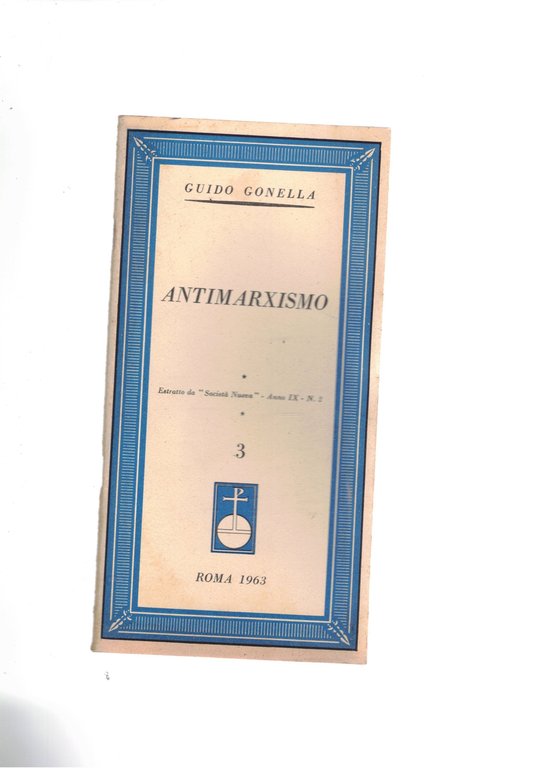 GUIDO GONELLA
ANTIMARXISMO
Estratto da "Società Nuova" - Anno IX - N. 2
3
ROMA 1963